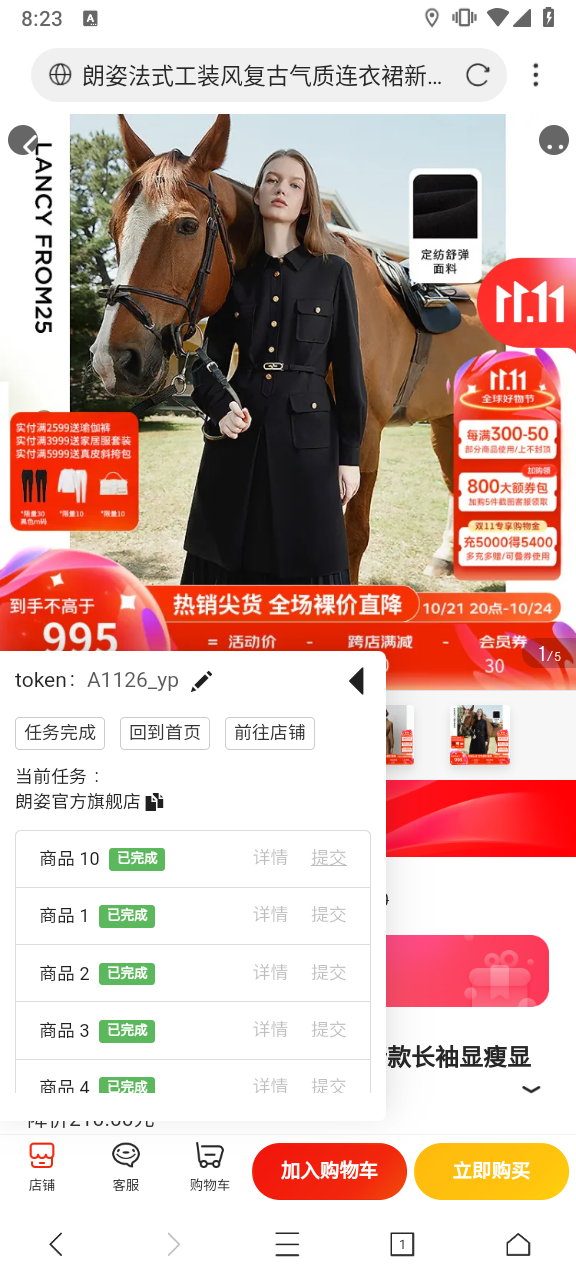 8:23
A
朗姿法式工装风复古气质连衣裙新...
LANCY FROM25
定纺舒弹
面料
11.11
11.11
全球好物节
每满300-50
部分商品使用/上不封顶
加购领
800大额券包
加购5件截图客服领取
双11专享购物金
充5000得5400
多充多赠/可叠券使用
实付满2599送瑜伽裤
实付满3999送家居服套装
实付满5999送真皮斜挎包
*限量30
黑色m码
*限量10
*限量10
到手不高于
995
热销尖货 全场裸价直降
10/21 20点-10/24
= 活动价 - 跨店满减 - 会员券
30
1/5
token: A1126_yp
任务完成
回到首页
前往店铺
当前任务：
朗姿官方旗舰店
商品 10 已完成 详情 提交
商品 1 已完成 详情 提交
商品 2 已完成 详情 提交
商品 3 已完成 详情 提交
商品 4 已完成 详情 提交
款长袖显瘦显
店铺
客服
购物车
加入购物车
立即购买
1